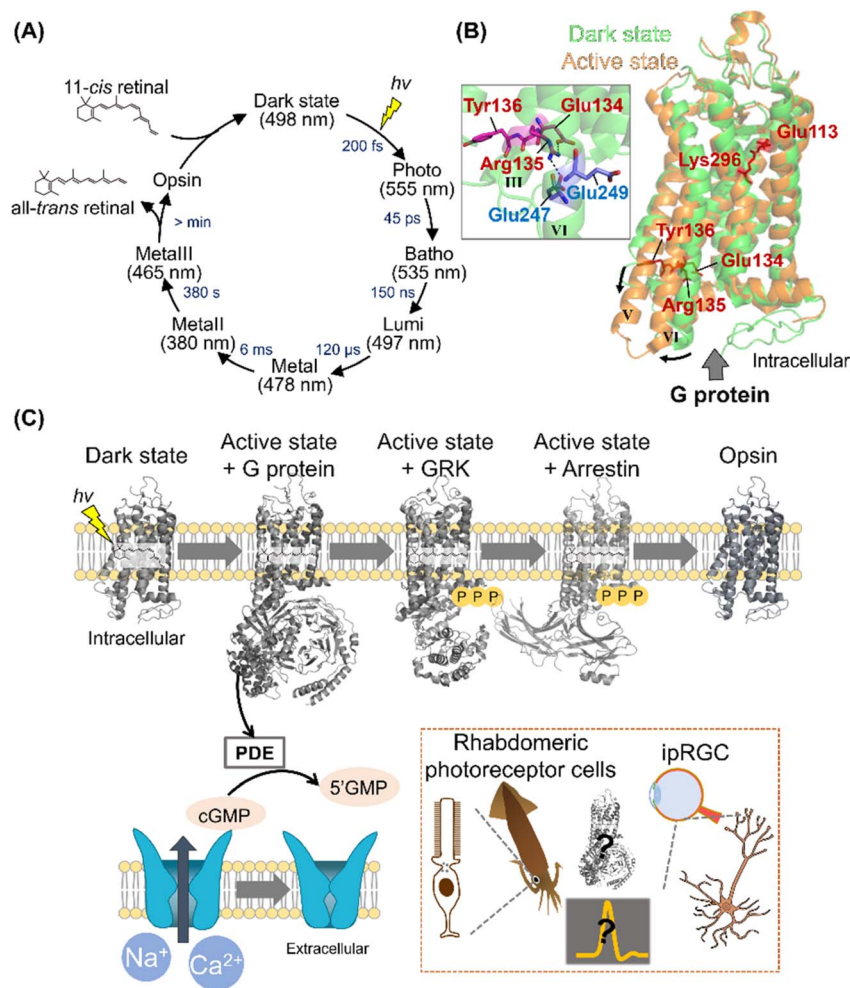 (A)
11-cis retinal
Dark state
(498 nm)
hν
200 fs
Photo
(555 nm)
45 ps
Batho
(535 nm)
150 ns
Lumi
(497 nm)
120 μs
MetaI
(478 nm)
6 ms
MetaII
(380 nm)
380 s
MetaIII
(465 nm)
> min
Opsin
all-trans retinal
(B)
Dark state
Active state
Tyr136
Glu134
Arg135
III
Glu249
Glu247
VI
Glu113
Lys296
Tyr136
Glu134
Arg135
V
VI
Intracellular
G protein
(C)
Dark state
hν
Intracellular
Active state
+ G protein
Active state
+ GRK
P P P
Active state
+ Arrestin
P P P
Opsin
PDE
cGMP
5'GMP
Na⁺
Ca²⁺
Extracellular
Rhabdomeric
photoreceptor cells
ipRGC
?
?